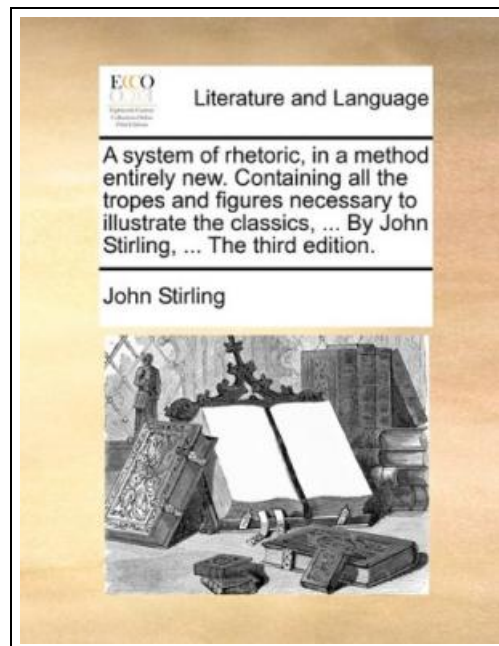 ECCO
Literature and Language
A system of rhetoric, in a method
entirely new. Containing all the
tropes and figures necessary to
illustrate the classics, ... By John
Stirling, ... The third edition.
John Stirling